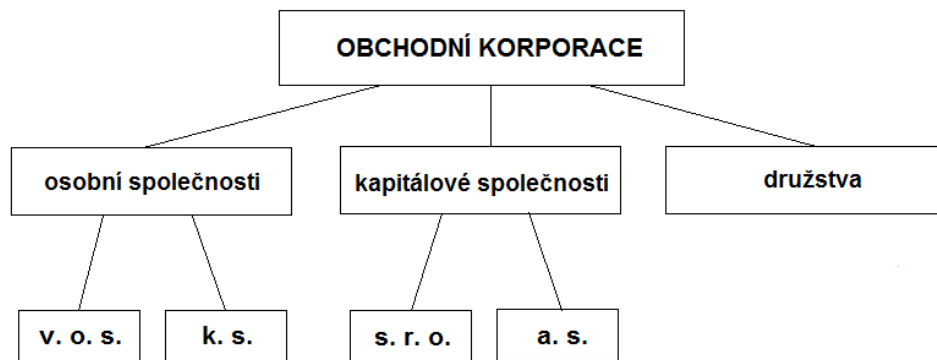 OBCHODNÍ KORPORACE
osobní společnosti
kapitálové společnosti
družstva
v. o. s.
k. s.
s. r. o.
a. s.